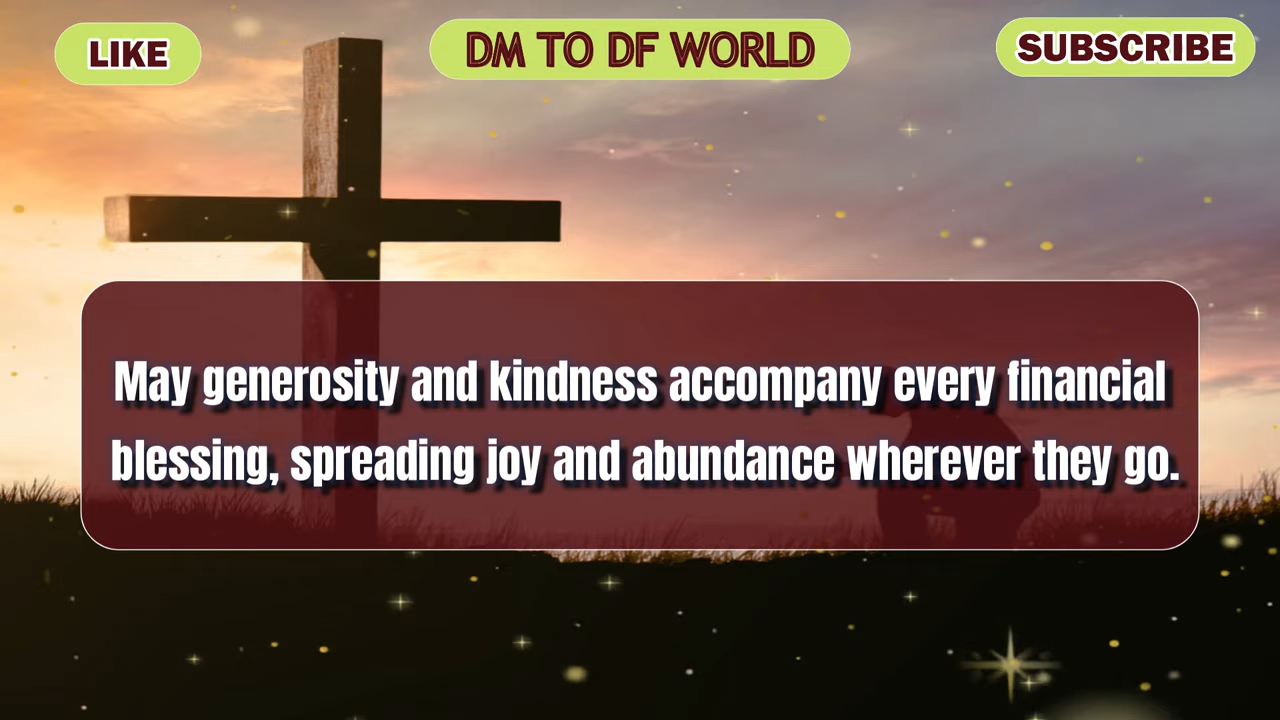 LIKE
DM TO DF WORLD
SUBSCRIBE
May generosity and kindness accompany every financial
blessing, spreading joy and abundance wherever they go.